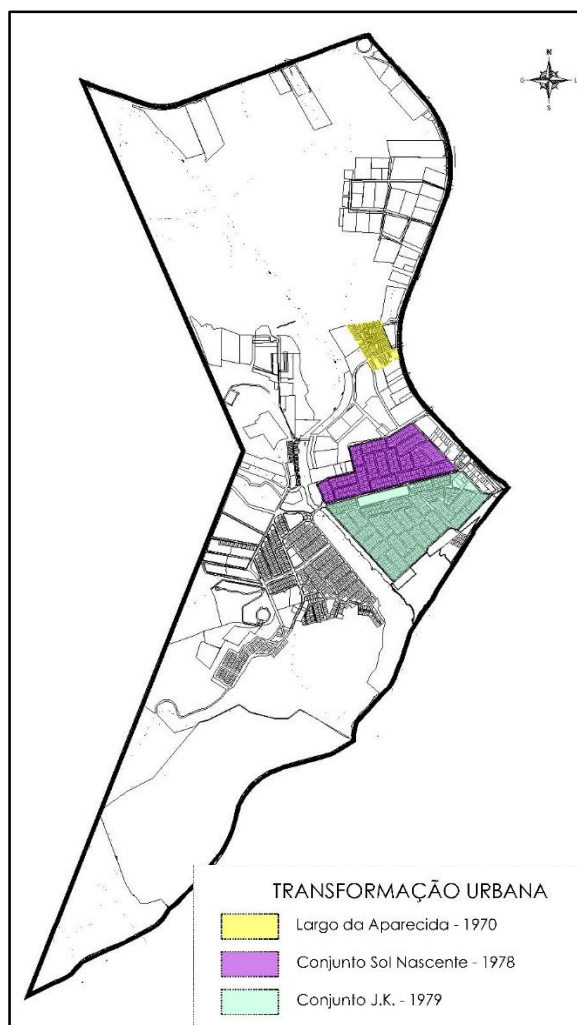 N
O
L
S
TRANSFORMAÇÃO URBANA
Largo da Aparecida - 1970
Conjunto Sol Nascente - 1978
Conjunto J.K. - 1979